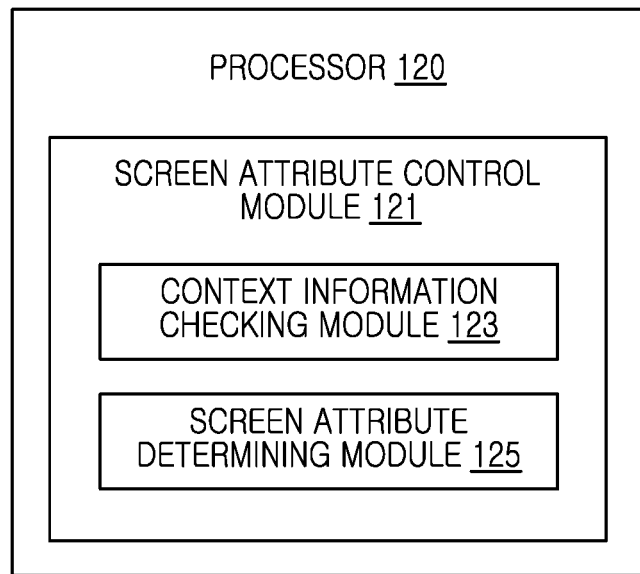 PROCESSOR 120
SCREEN ATTRIBUTE CONTROL
MODULE 121
CONTEXT INFORMATION
CHECKING MODULE 123
SCREEN ATTRIBUTE
DETERMINING MODULE 125